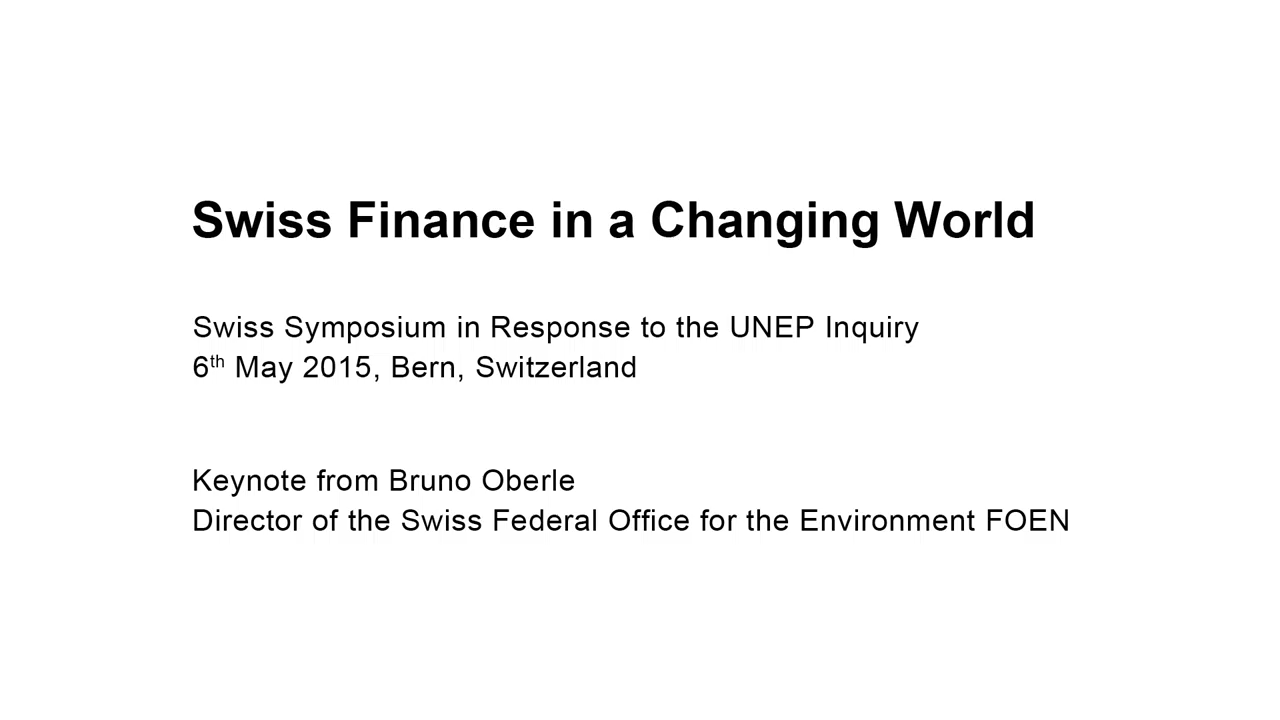 Swiss Finance in a Changing World
Swiss Symposium in Response to the UNEP Inquiry
6th May 2015, Bern, Switzerland
Keynote from Bruno Oberle
Director of the Swiss Federal Office for the Environment FOEN